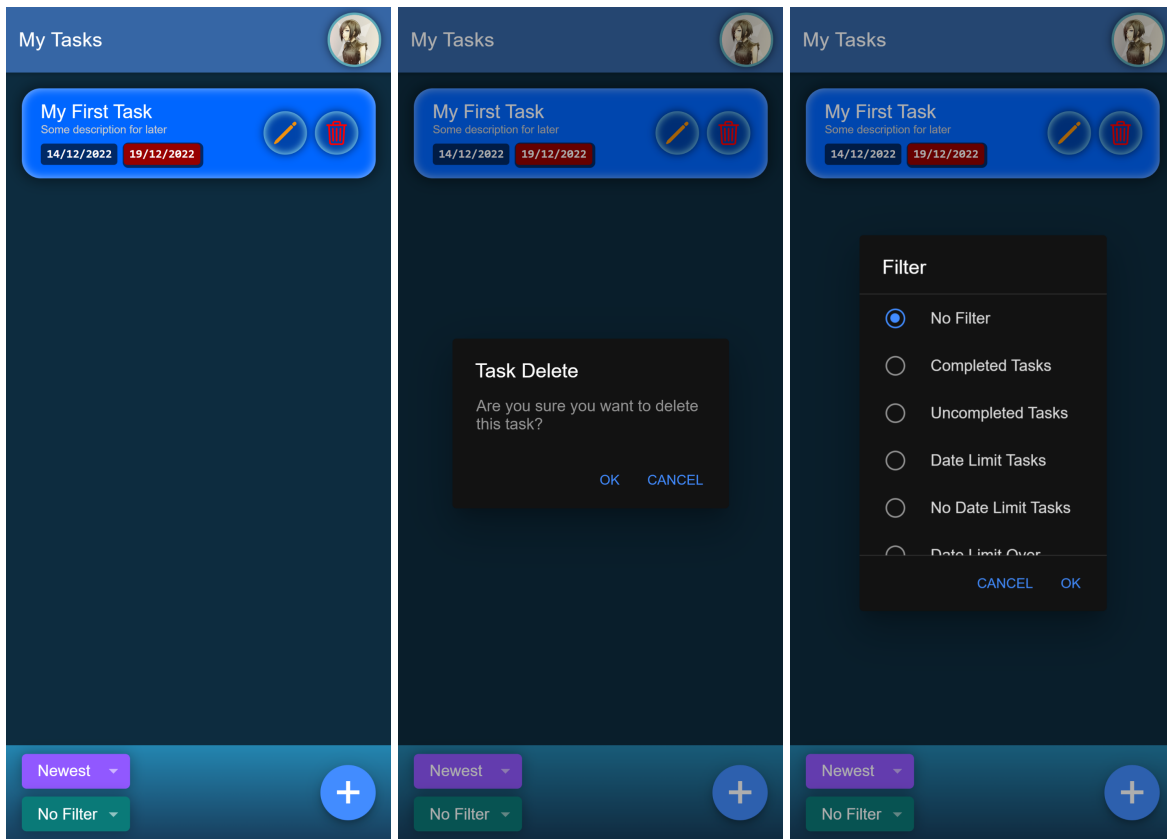 My Tasks
My First Task
Some description for later
14/12/2022 19/12/2022
Newest
No Filter
My Tasks
My First Task
Some description for later
14/12/2022 19/12/2022
Task Delete
Are you sure you want to delete
this task?
OK CANCEL
Newest
No Filter
My Tasks
My First Task
Some description for later
14/12/2022 19/12/2022
Filter
No Filter
Completed Tasks
Uncompleted Tasks
Date Limit Tasks
No Date Limit Tasks
Date Limit Over
CANCEL OK
Newest
No Filter